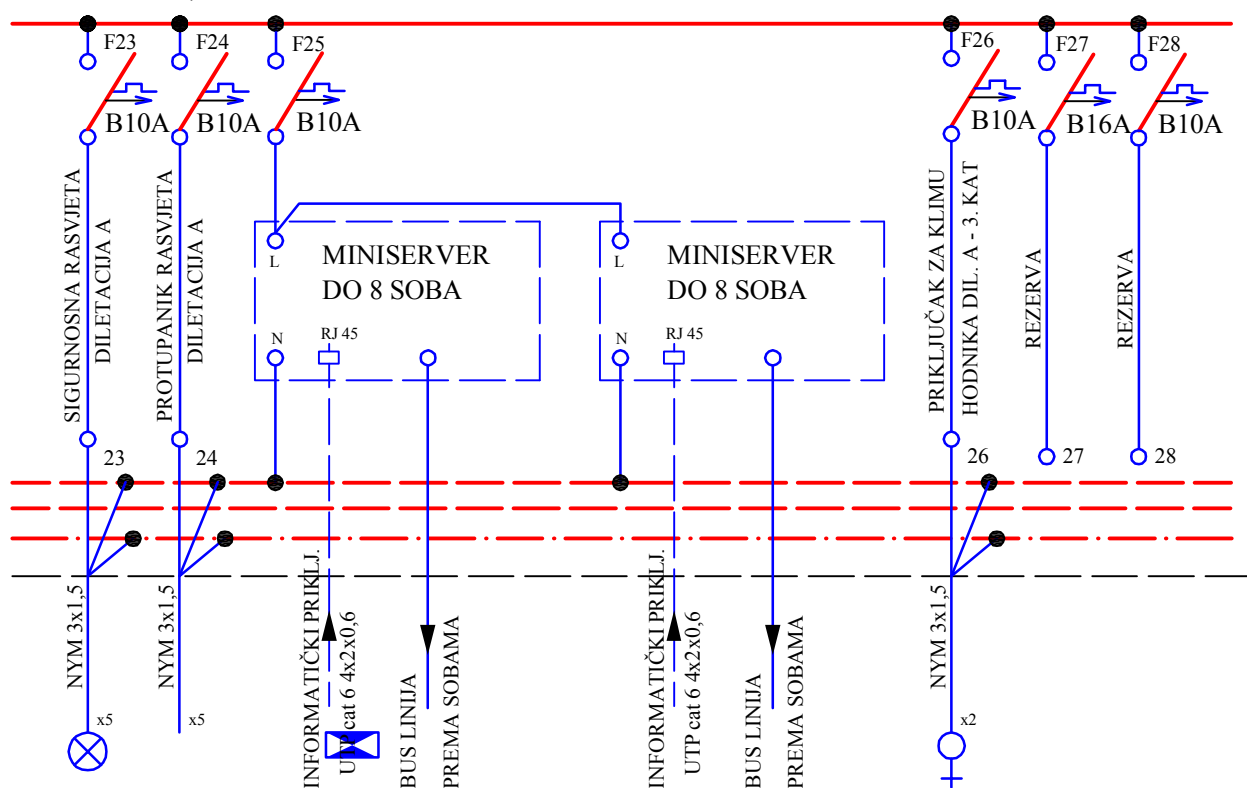 F23
F24
F25
F26
F27
F28
B10A
B10A
B10A
B10A
B16A
B10A
SIGURNOSNA RASVJETA
DILETACIJA A
PROTUPANIK RASVJETA
DILETACIJA A
L
MINISERVER
DO 8 SOBA
N
RJ 45
L
MINISERVER
DO 8 SOBA
N
RJ 45
PRIKLJUČAK ZA KLIMU
HODNIKA DIL. A - 3. KAT
REZERVA
REZERVA
23
24
26
27
28
NYM 3x1,5
NYM 3x1,5
INFORMATIČKI PRIKLJ.
UTP cat 6 4x2x0,6
BUS LINIJA
PREMA SOBAMA
INFORMATIČKI PRIKLJ.
UTP cat 6 4x2x0,6
BUS LINIJA
PREMA SOBAMA
NYM 3x1,5
x5
x5
x2